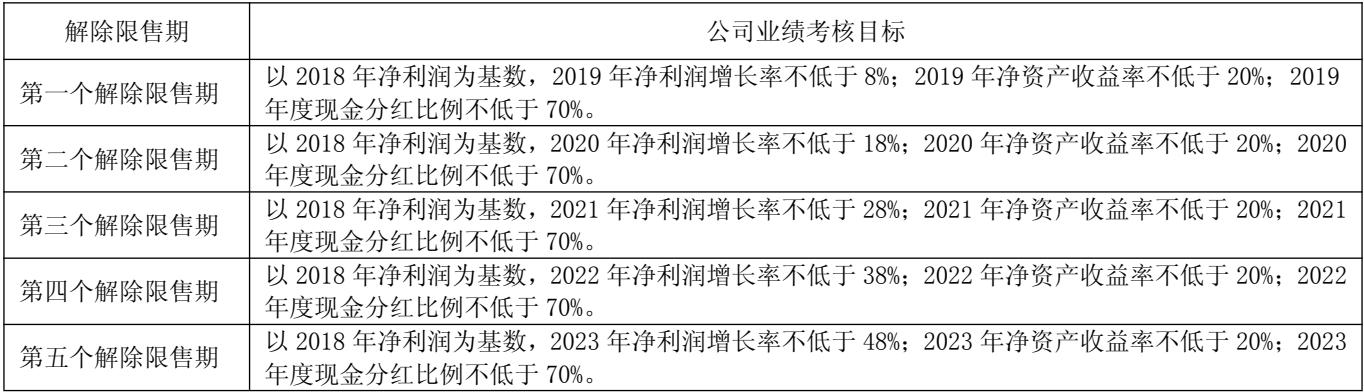 解除限售期 公司业绩考核目标
第一个解除限售期
以 2018 年净利润为基数，2019 年净利润增长率不低于 8%；2019 年净资产收益率不低于 20%；2019
年度现金分红比例不低于 70%。
第二个解除限售期
以 2018 年净利润为基数，2020 年净利润增长率不低于 18%；2020 年净资产收益率不低于 20%；2020
年度现金分红比例不低于 70%。
第三个解除限售期
以 2018 年净利润为基数，2021 年净利润增长率不低于 28%；2021 年净资产收益率不低于 20%；2021
年度现金分红比例不低于 70%。
第四个解除限售期
以 2018 年净利润为基数，2022 年净利润增长率不低于 38%；2022 年净资产收益率不低于 20%；2022
年度现金分红比例不低于 70%。
第五个解除限售期
以 2018 年净利润为基数，2023 年净利润增长率不低于 48%；2023 年净资产收益率不低于 20%；2023
年度现金分红比例不低于 70%。